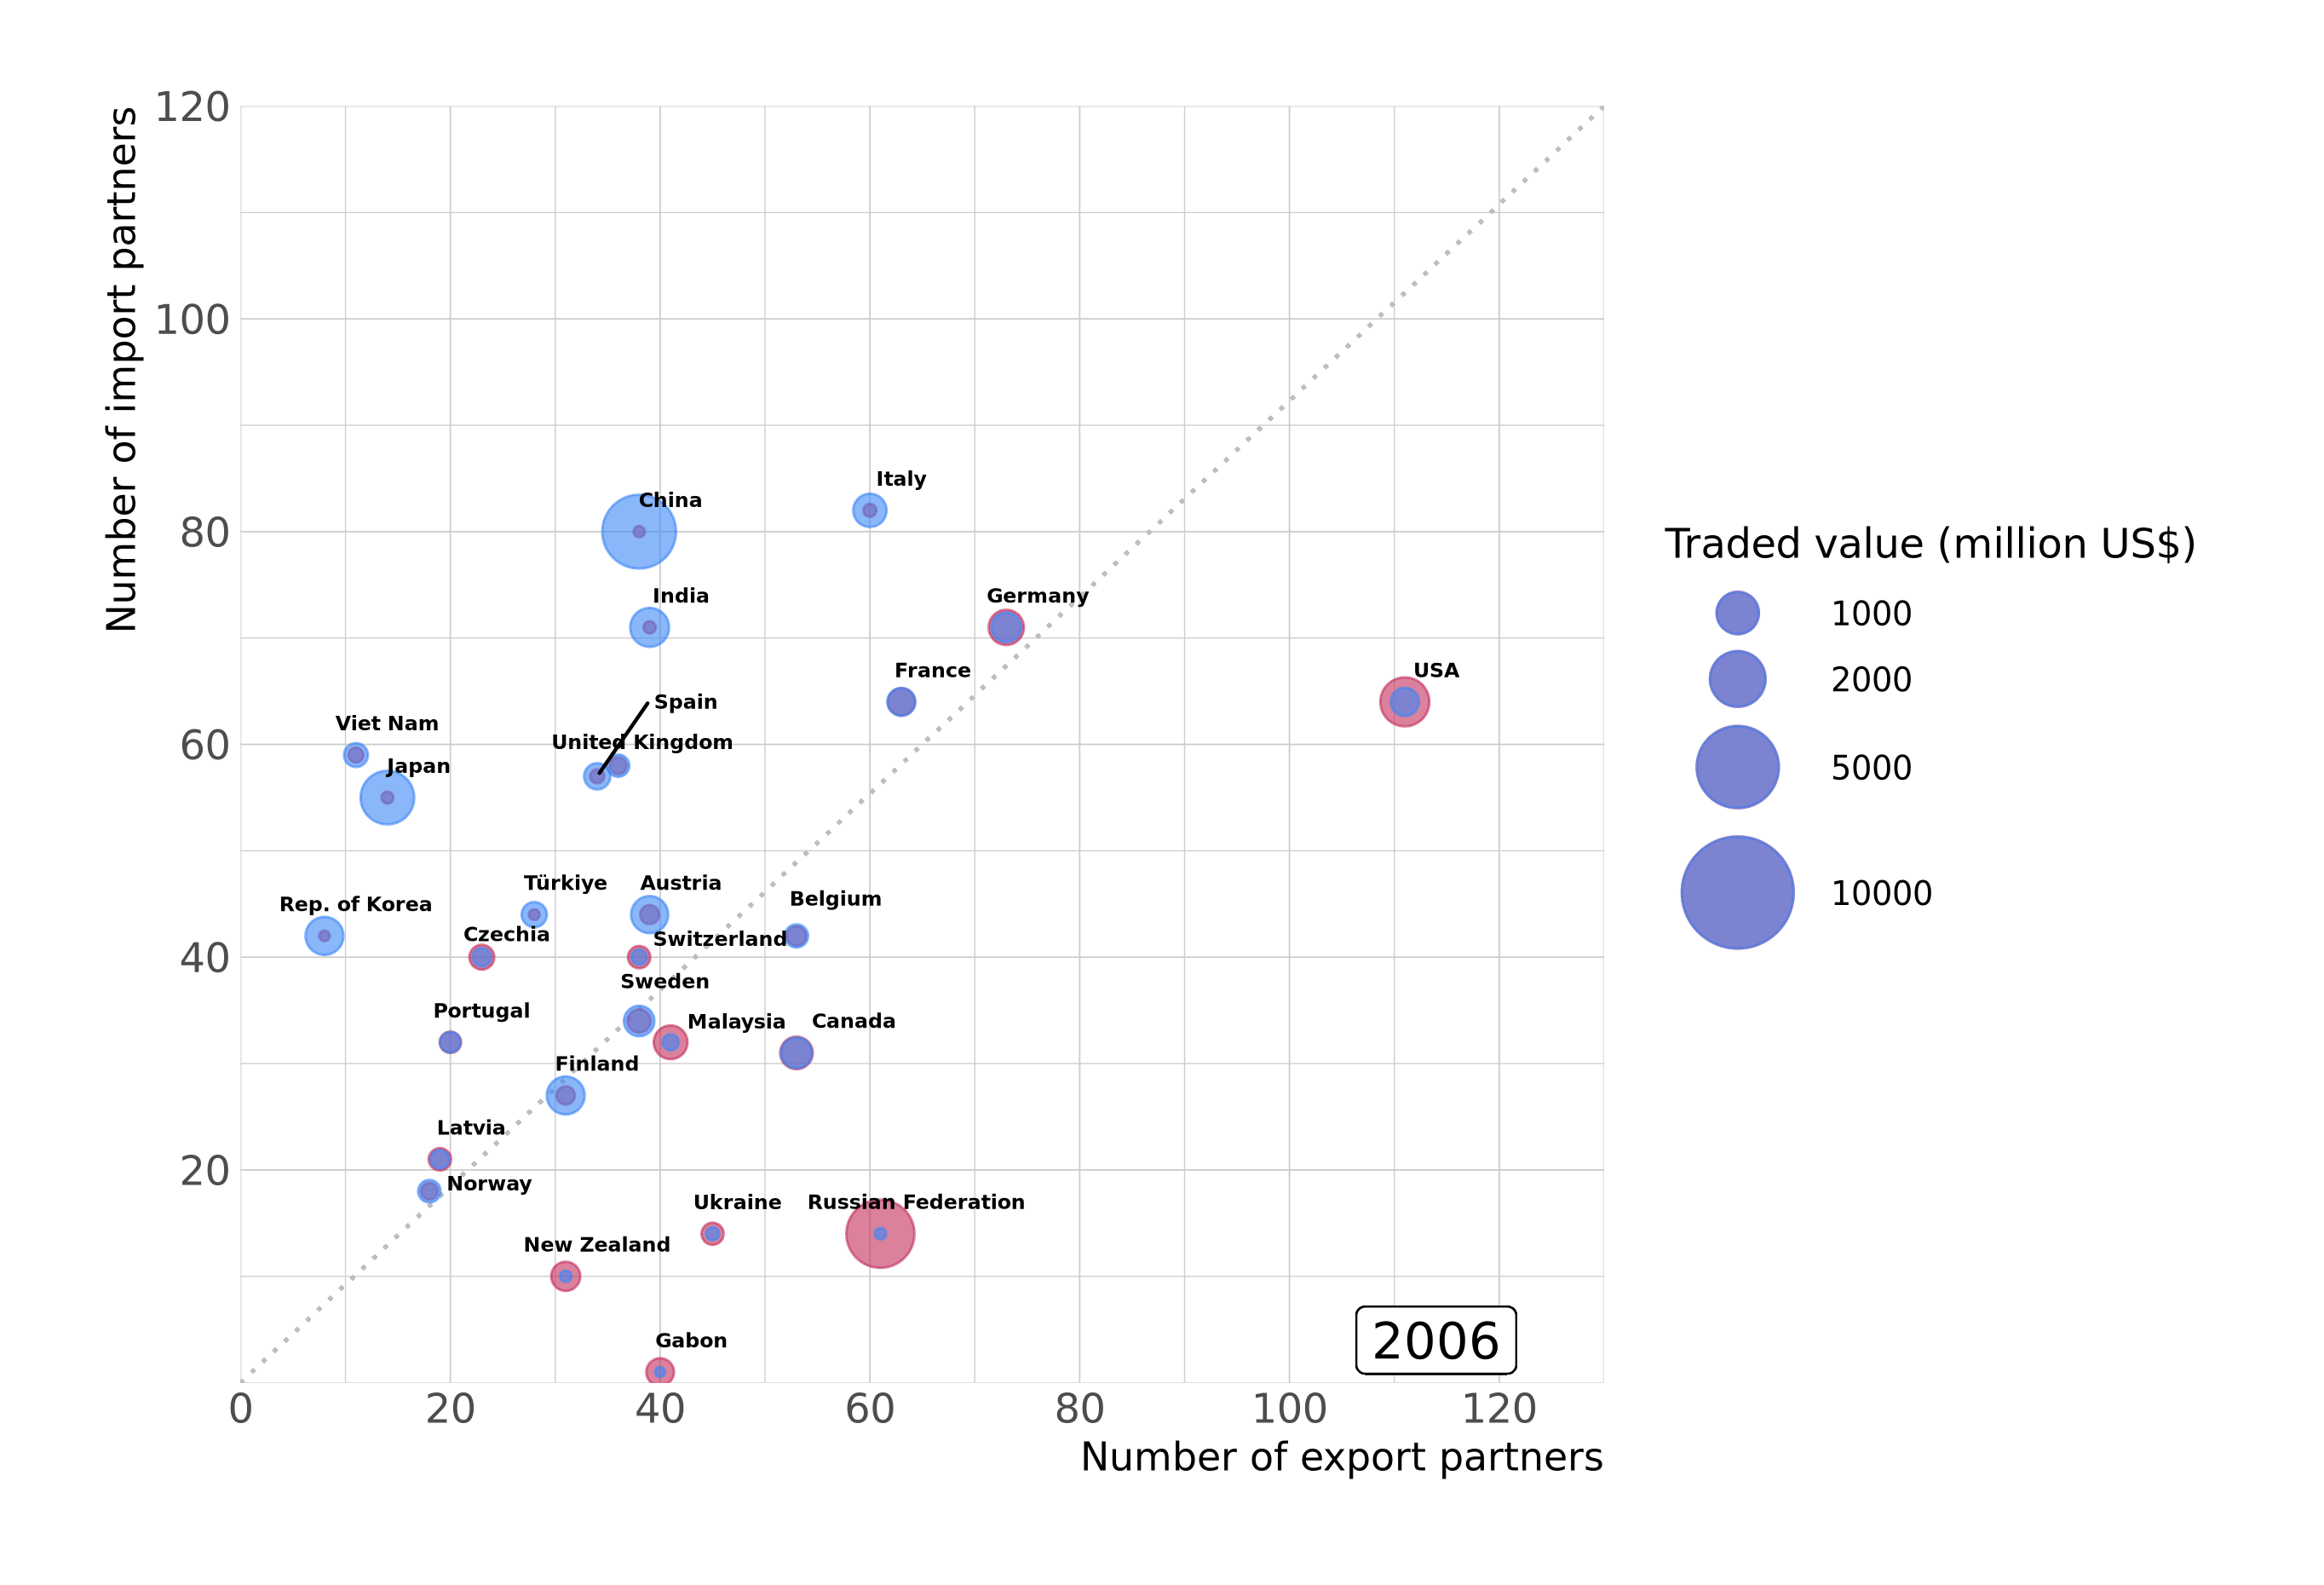 120
100
80
60
40
20
Number of import partners
Italy
China
India
Germany
France
USA
Spain
Viet Nam
United Kingdom
Japan
Türkiye
Austria
Belgium
Rep. of Korea
Czechia
Switzerland
Sweden
Portugal
Malaysia
Canada
Finland
Latvia
Norway
Ukraine
Russian Federation
New Zealand
Gabon
2006
0 20 40 60 80 100 120
Number of export partners
Traded value (million US$)
1000
2000
5000
10000